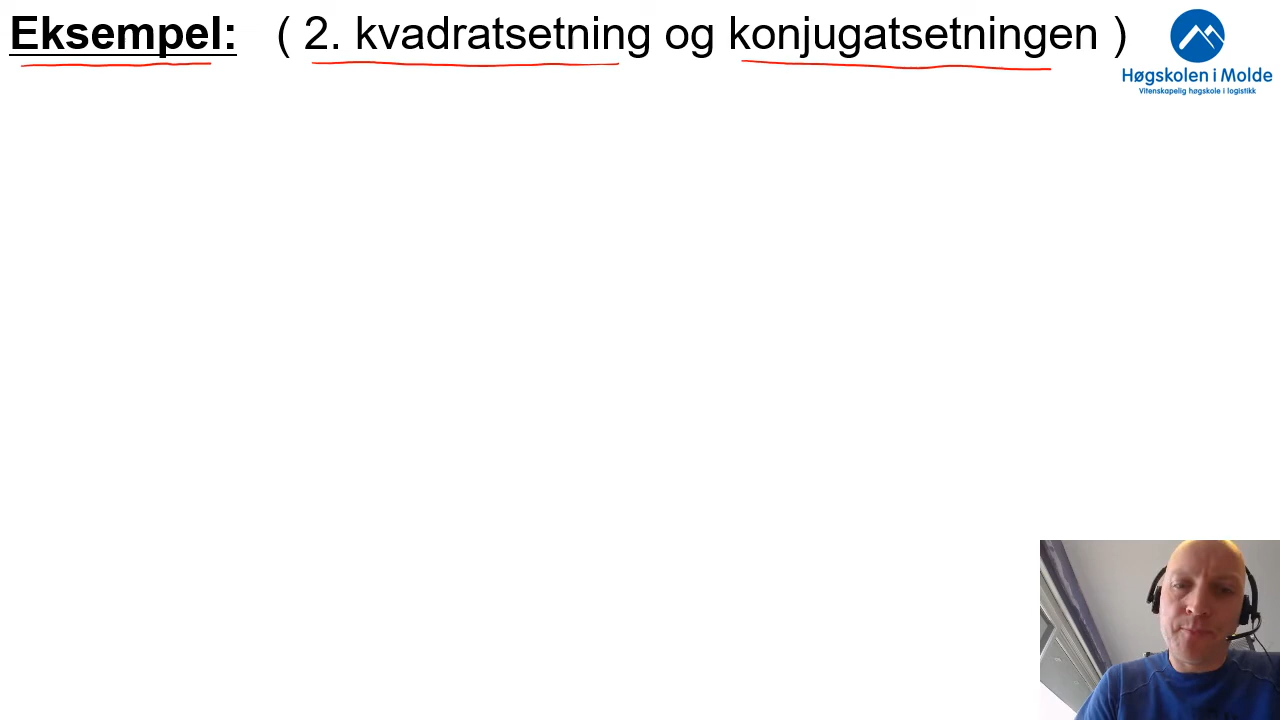 Eksempel: ( 2. kvadratsetning og konjugatsetningen )
Høgskolen i Molde
Vitenskapelig høgskole i logistikk